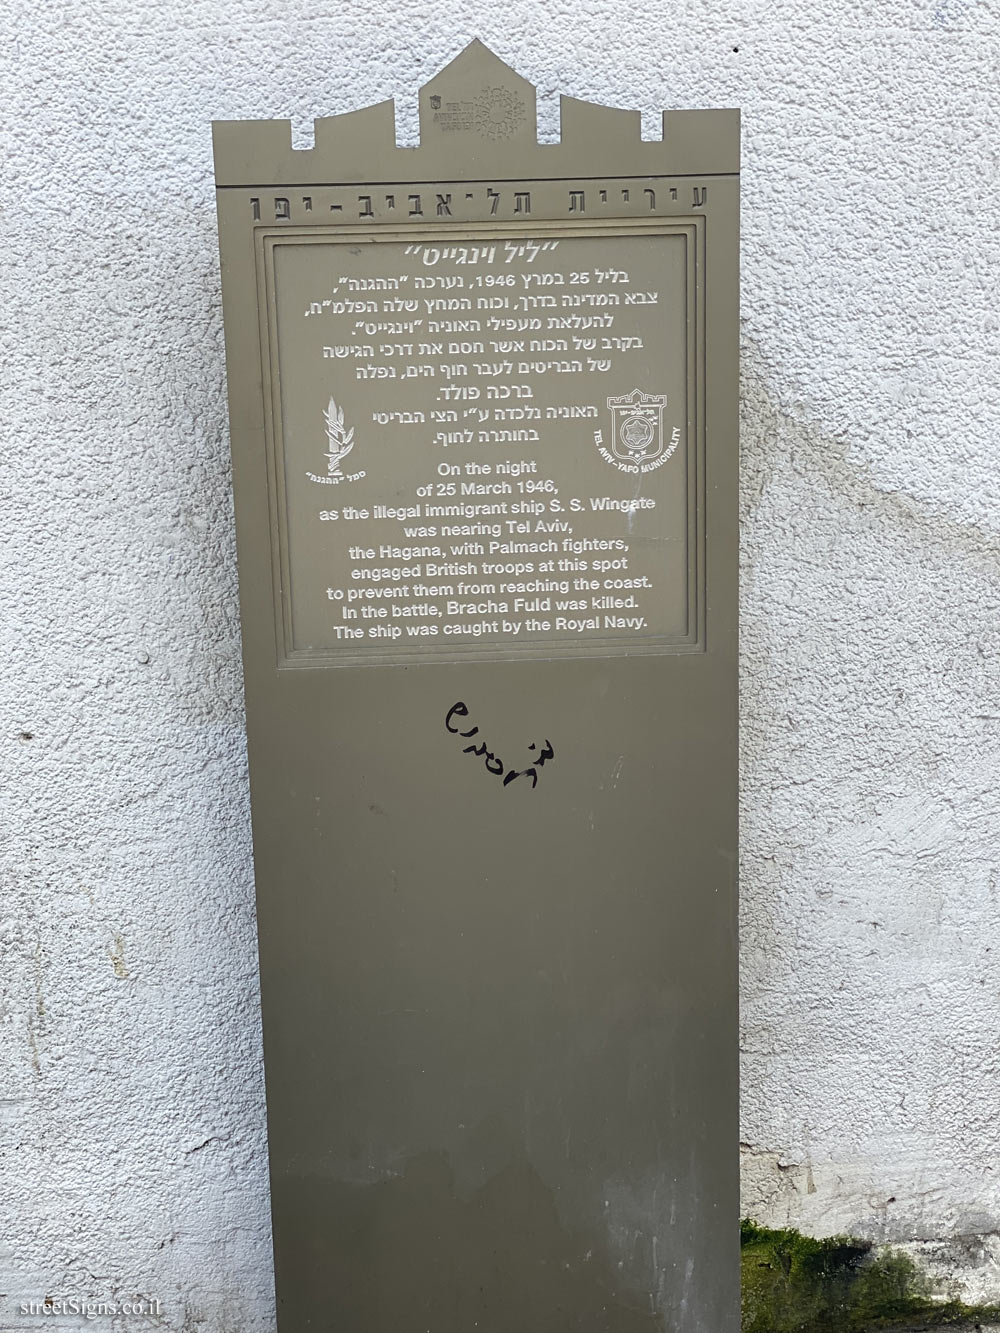 עיריית תל-אביב-יפו
"ליל וינגייט"
בליל 25 במרץ 1946, נערכה "ההגנה",
צבא המדינה בדרך, וכוח המחץ שלה הפלמ"ח,
להעלאת מעפילי האוניה "וינגייט".
בקרב של הכוח אשר חסם את דרכי הגישה
של הבריטים לעבר חוף הים, נפלה
ברכה פולד.
האוניה נלכדה ע"י הצי הבריטי
בחותרה לחוף.
סמל "ההגנה"
תל-אביב-יפו
TEL AVIV-YAFO MUNICIPALITY
On the night
of 25 March 1946,
as the illegal immigrant ship S. S. Wingate
was nearing Tel Aviv,
the Hagana, with Palmach fighters,
engaged British troops at this spot
to prevent them from reaching the coast.
In the battle, Bracha Fuld was killed.
The ship was caught by the Royal Navy.
streetSigns.co.il